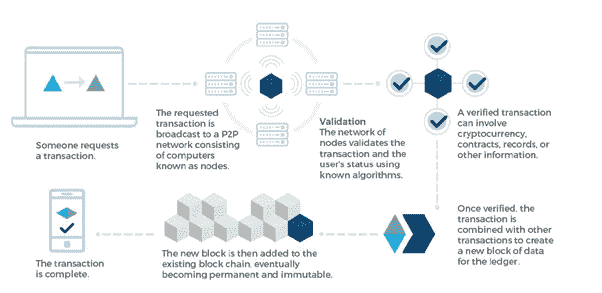 Someone requests
a transaction.
The requested
transaction is
broadcast to a P2P
network consisting
of computers
known as nodes.
Validation
The network of
nodes validates the
transaction and the
user's status using
known algorithms.
A verified transaction
can involve
cryptocurrency,
contracts, records, or
other information.
Once verified, the
transaction is
combined with other
transactions to create
a new block of data
for the ledger.
The new block is then added to the
existing block chain, eventually
becoming permanent and immutable.
The transaction
is complete.